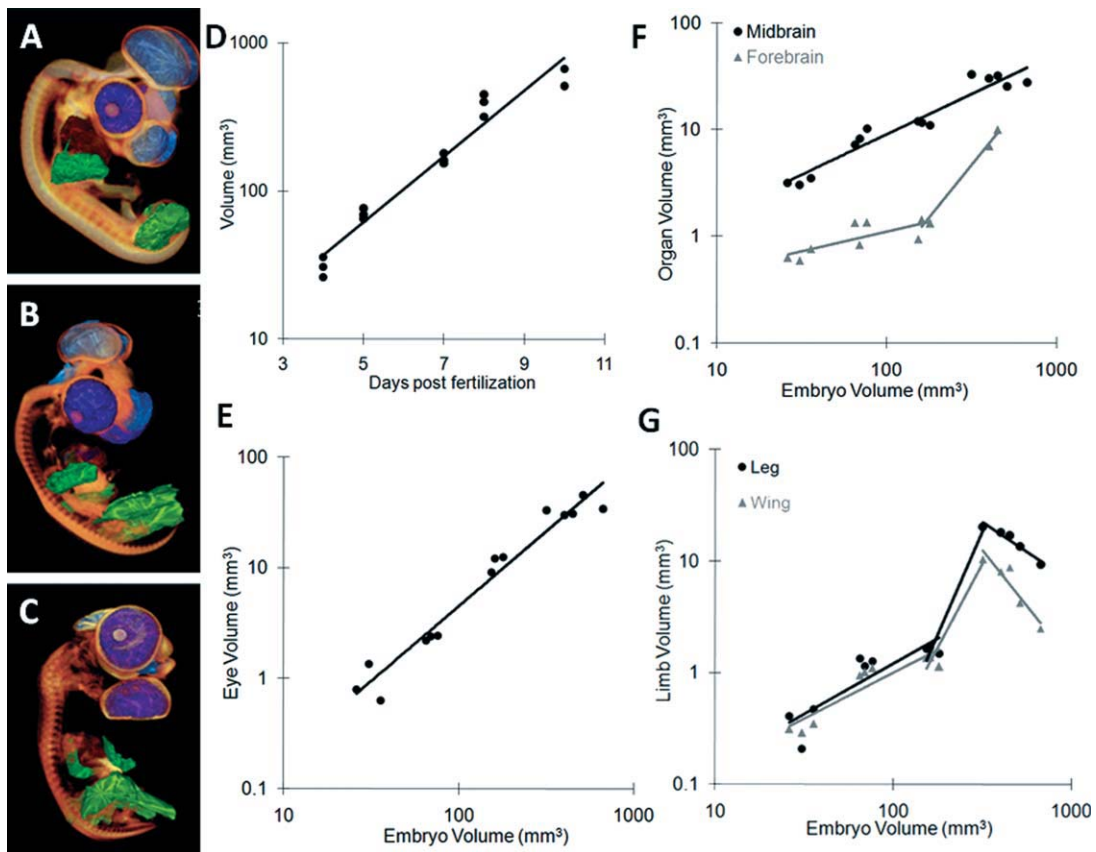 A
B
C
D
1000
100
10
Volume (mm³)
3 5 7 9 11
Days post fertilization
E
100
10
1
0.1
Eye Volume (mm³)
10 100 1000
Embryo Volume (mm³)
F
Midbrain
Forebrain
100
10
1
0.1
Organ Volume (mm³)
10 100 1000
Embryo Volume (mm³)
G
Leg
Wing
100
10
1
0.1
Limb Volume (mm³)
10 100 1000
Embryo Volume (mm³)